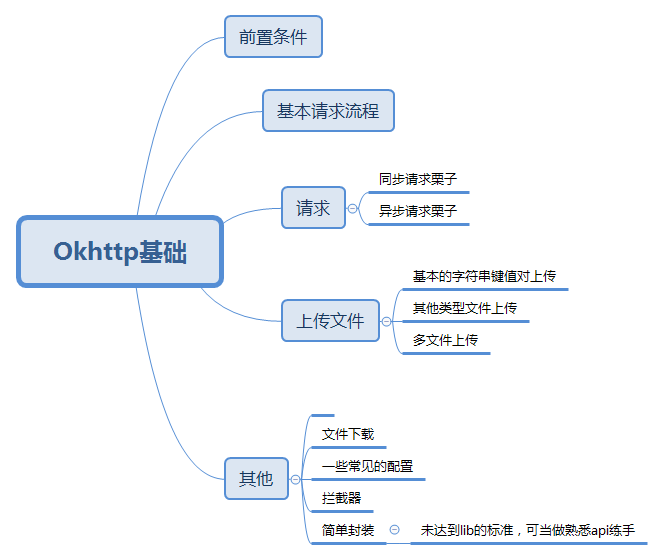 Okhttp基础
前置条件
基本请求流程
请求
同步请求栗子
异步请求栗子
上传文件
基本的字符串键值对上传
其他类型文件上传
多文件上传
其他
文件下载
一些常见的配置
拦截器
简单封装
未达到lib的标准，可当做熟悉api练手